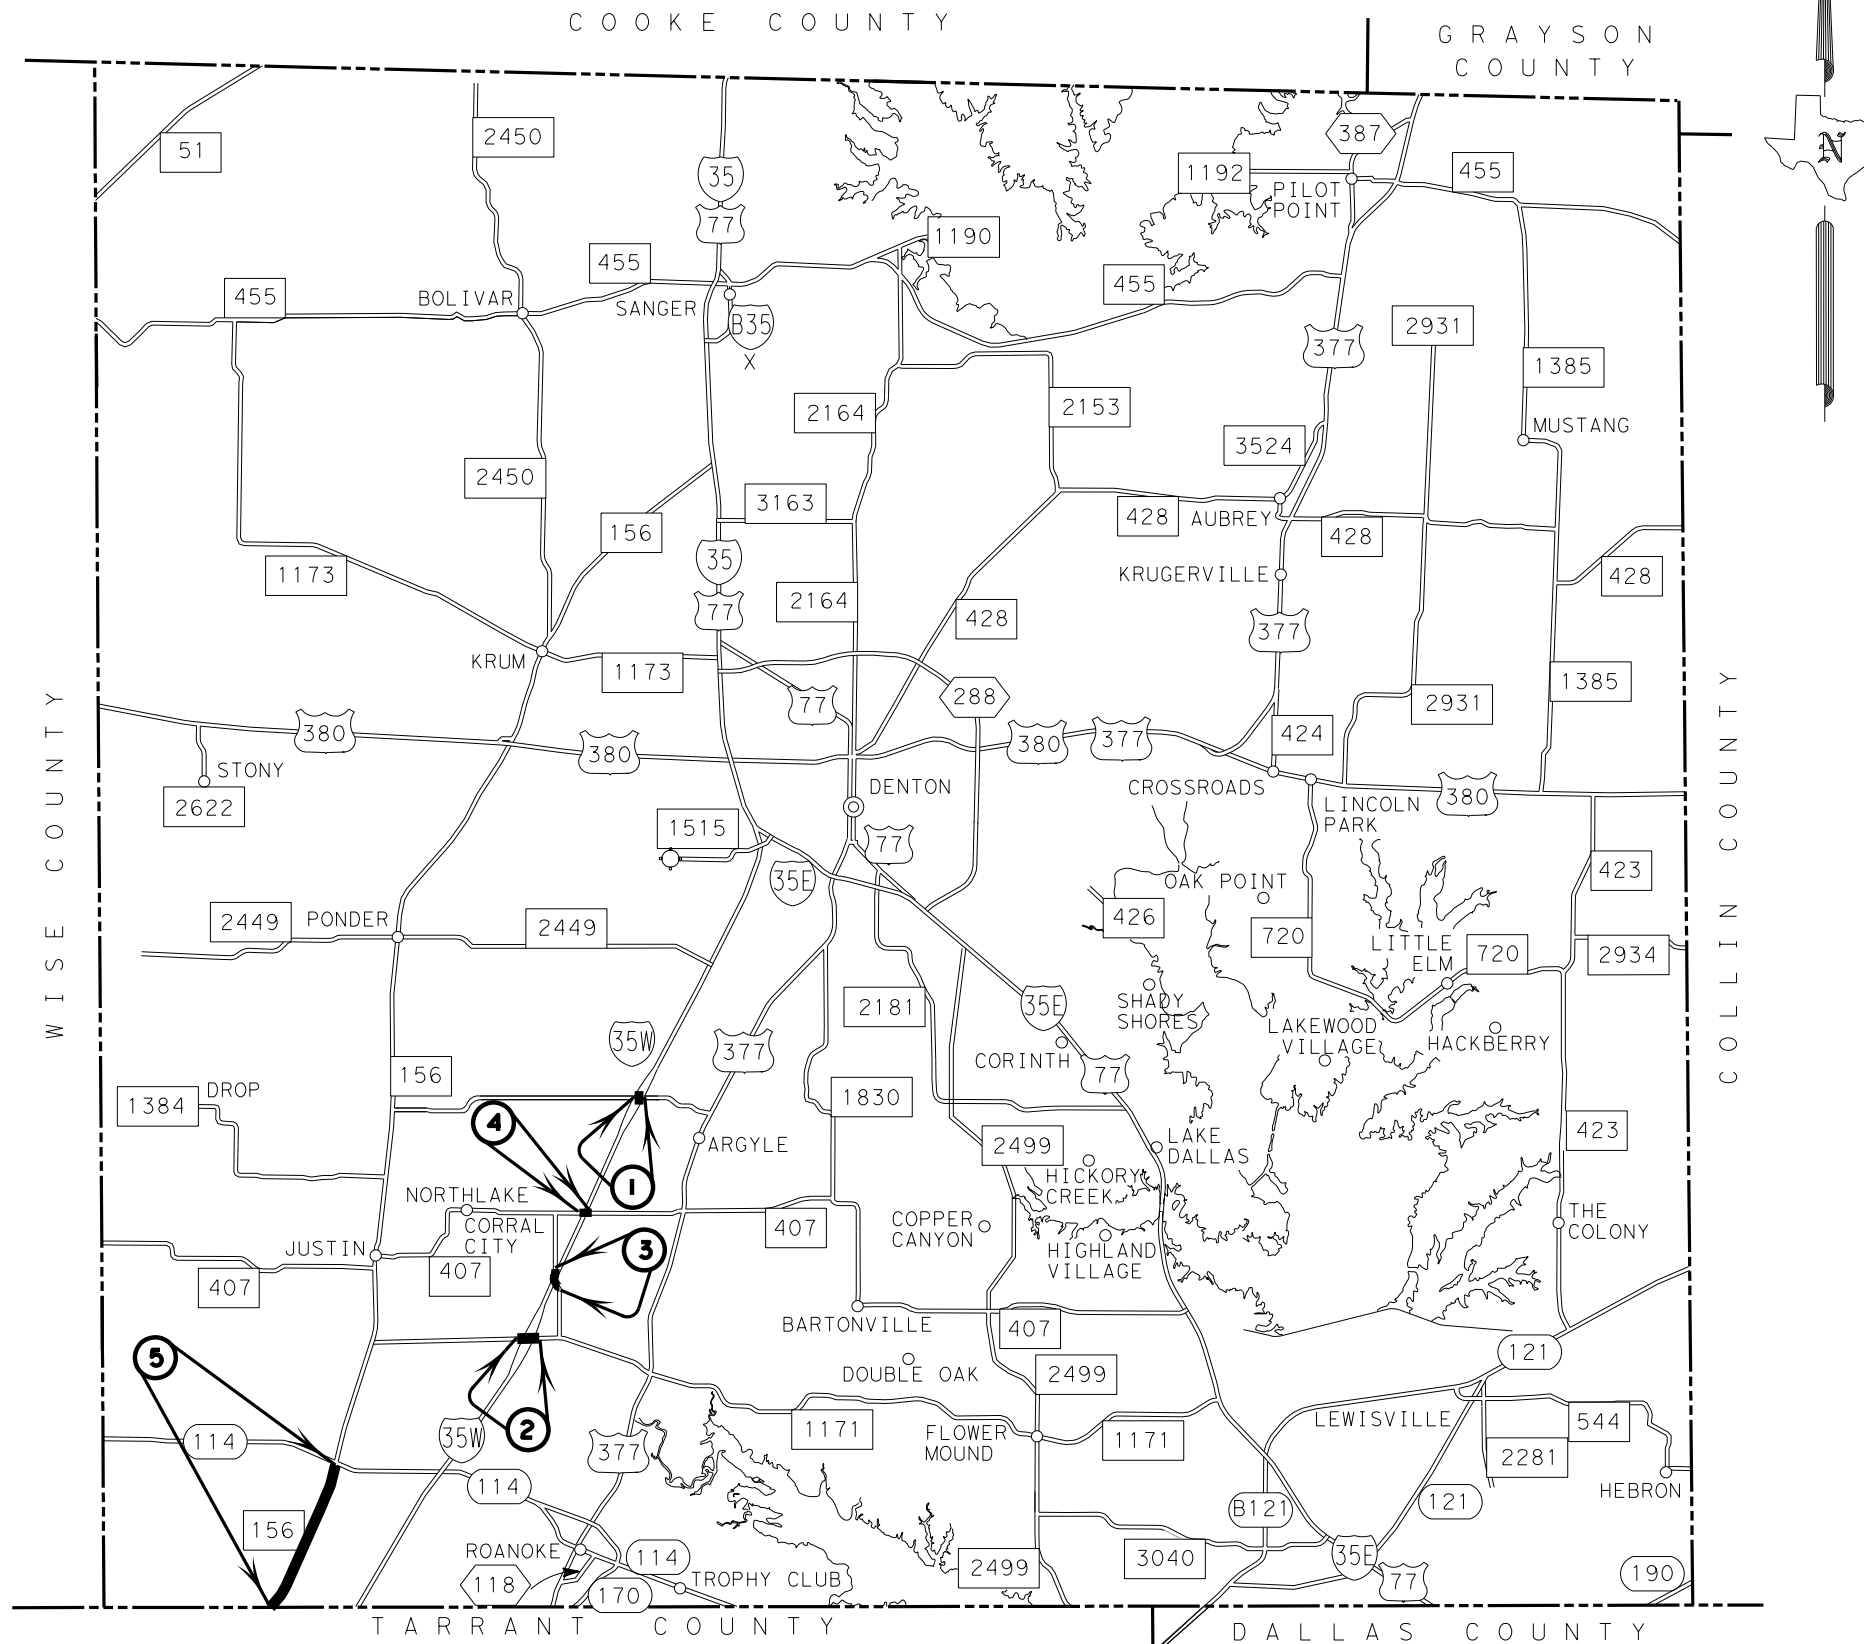 COOKE COUNTY
GRAYSON
COUNTY
N
387
51
2450
35
1192
455
PILOT
POINT
77
1190
455
455
455
BOLIVAR
SANGER
B35
X
2931
377
1385
2164
2153
MUSTANG
3524
2450
3163
156
428
AUBREY
428
35
1173
KRUGERVILLE
428
2164
77
428
377
KRUM
1173
1385
288
77
2931
WISE COUNTY
COLLIN COUNTY
380
380
380
377
424
STONY
2622
DENTON
CROSSROADS
380
LINCOLN
PARK
1515
77
35E
OAK POINT
423
2449
PONDER
2449
426
720
LITTLE
ELM
720
2934
2181
35E
SHADY
SHORES
35W
377
LAKEWOOD
VILLAGE
HACKBERRY
CORINTH
77
156
DROP
1384
1830
4
ARGYLE
2499
LAKE
DALLAS
423
1
HICKORY
CREEK
NORTHLAKE
CORRAL
CITY
407
COPPER
CANYON
THE
COLONY
JUSTIN
3
HIGHLAND
VILLAGE
407
407
BARTONVILLE
407
5
121
DOUBLE OAK
2499
2
35W
114
377
1171
FLOWER
MOUND
1171
LEWISVILLE
544
2281
114
HEBRON
B121
121
156
ROANOKE
114
3040
35E
2499
118
170
TROPHY CLUB
77
190
TARRANT COUNTY
DALLAS COUNTY